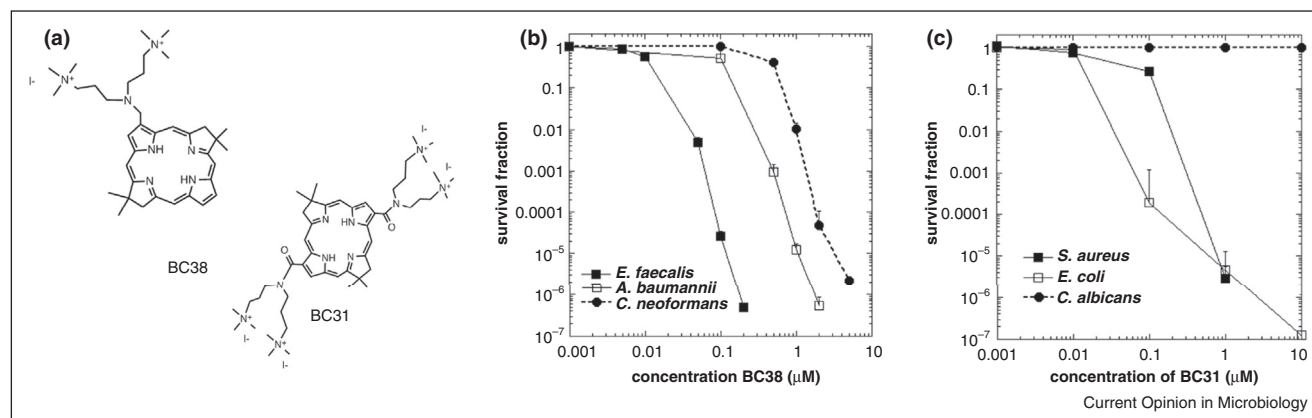 (a)
N⁺
N⁺
I-
N
NH
N
N
HN
BC38
I-
N⁺
I-
N⁺
N
O
N
HN
NH
N
O
N
N⁺
I-
N⁺
I-
BC31
(b)
survival fraction
1
0.1
0.01
0.001
0.0001
10⁻⁵
10⁻⁶
10⁻⁷
E. faecalis
A. baumannii
C. neoformans
0.001 0.01 0.1 1 10
concentration BC38 (μM)
(c)
survival fraction
1
0.1
0.01
0.001
0.0001
10⁻⁵
10⁻⁶
10⁻⁷
S. aureus
E. coli
C. albicans
0.001 0.01 0.1 1 10
concentration of BC31 (μM)
Current Opinion in Microbiology